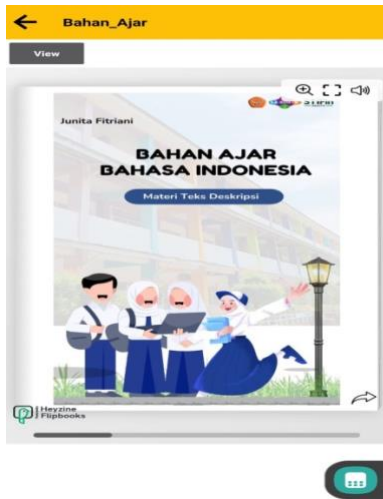 Bahan_Ajar
View
Junita Fitriani
BAHAN AJAR
BAHASA INDONESIA
Materi Teks Deskripsi
Heyzine
Flipbooks